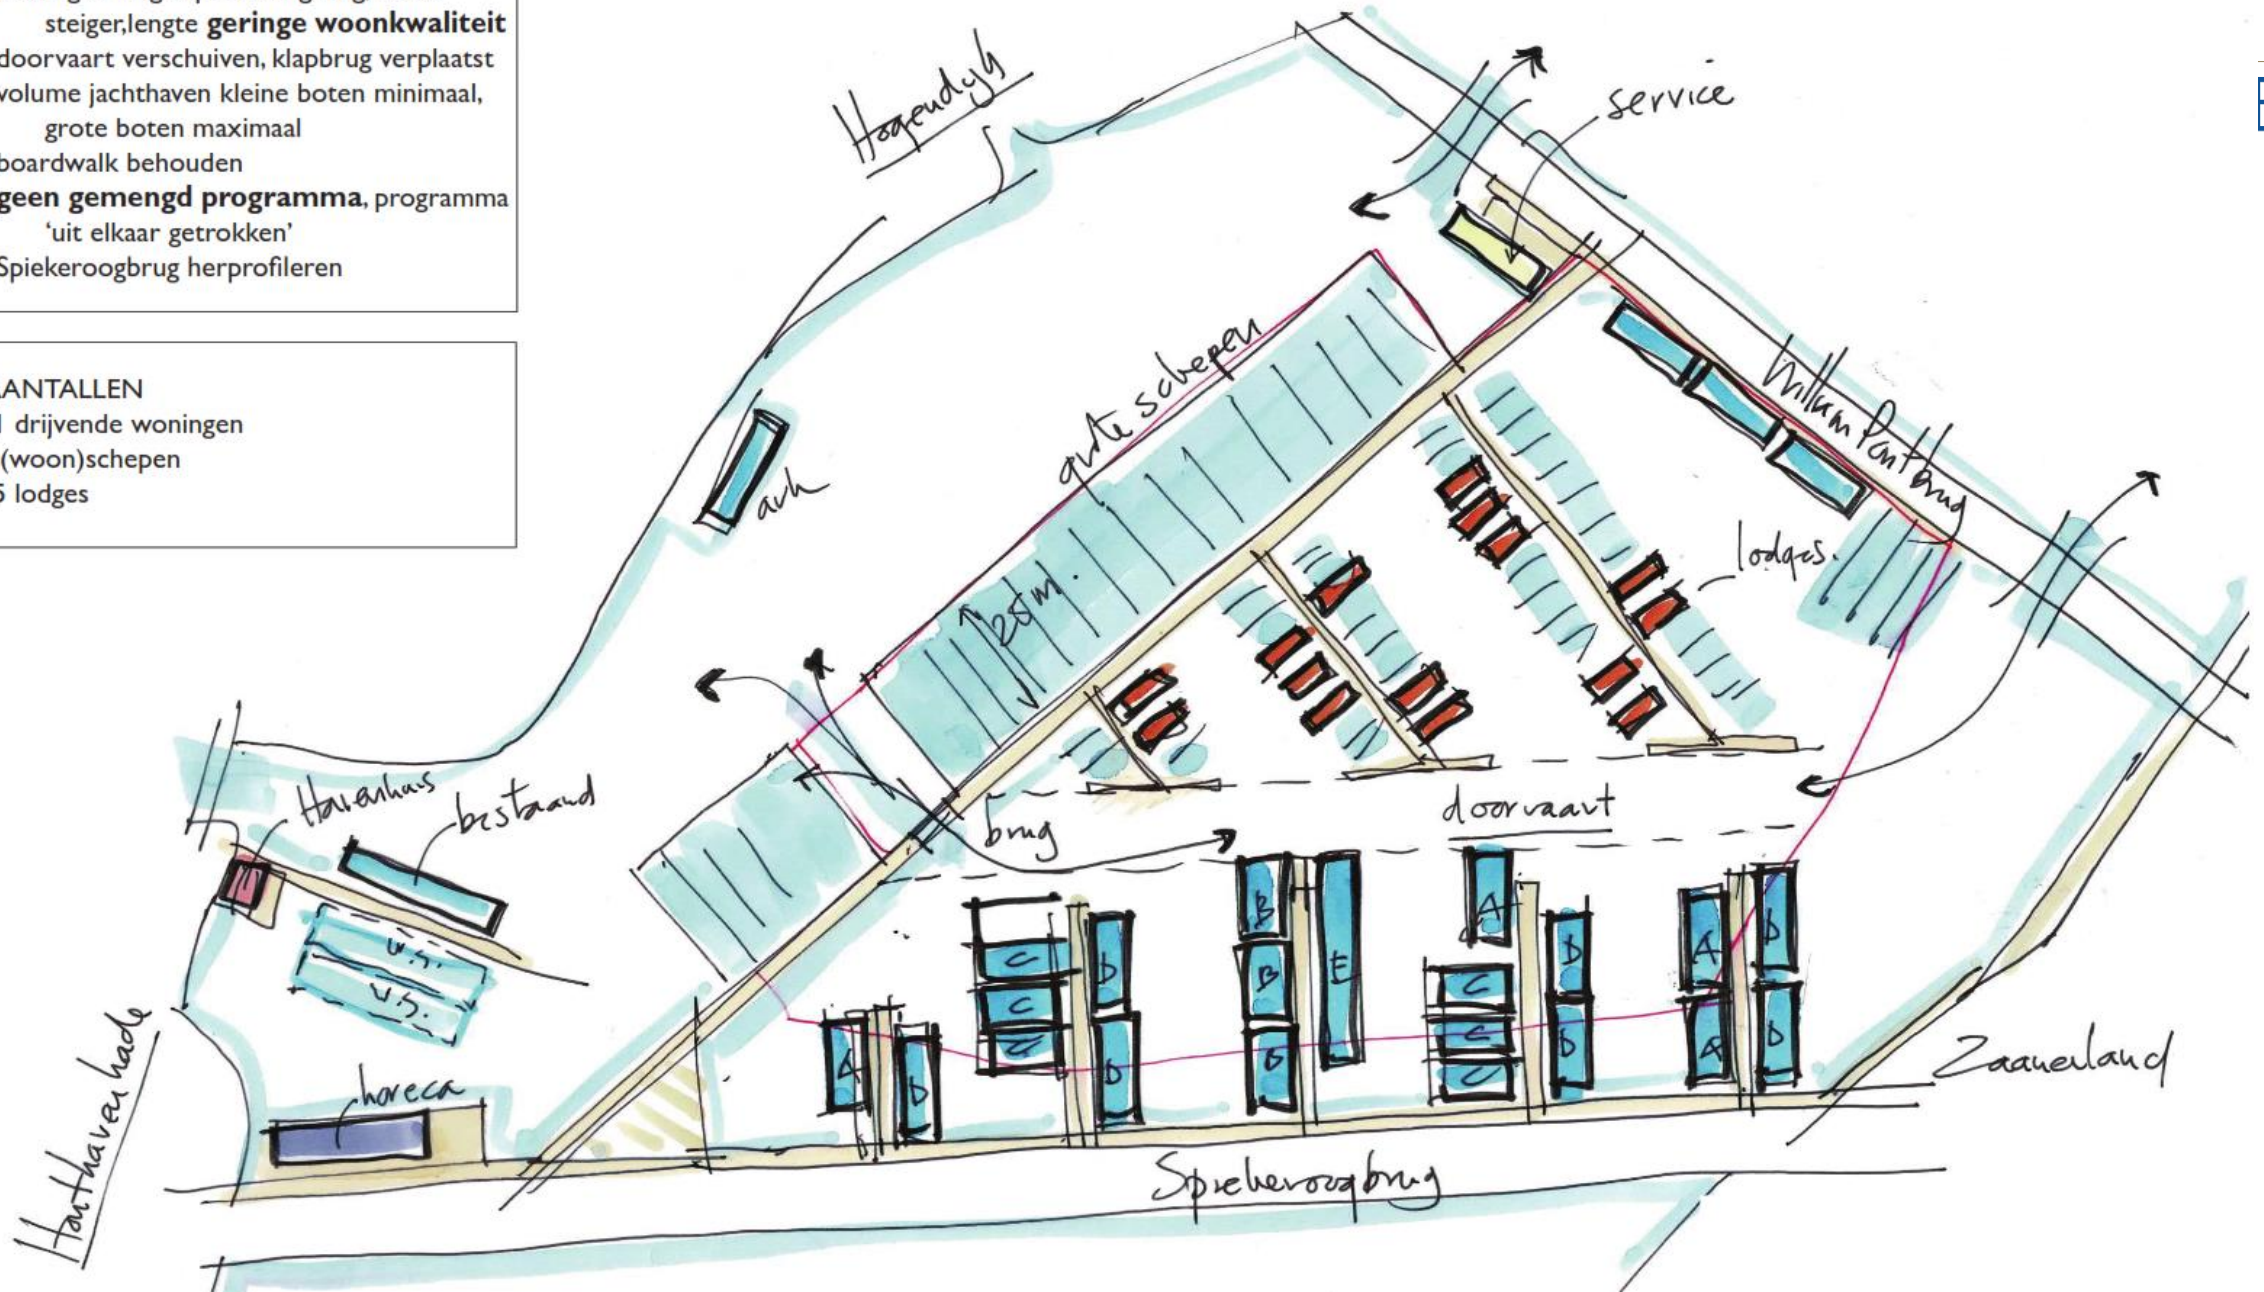 steiger,lengte geringe woonkwaliteit
doorvaart verschuiven, klapbrug verplaatst
volume jachthaven kleine boten minimaal,
grote boten maximaal
boardwalk behouden
geen gemengd programma, programma
‘uit elkaar getrokken’
Spiekeroogbrug herprofileren
AANTALLEN
drijvende woningen
(woon)schepen
lodges
Hogendijk
service
Willem Pontbrug
grote schepen
ark
lodges.
25 m.
Havenhuis
bestaand
brug
doorvaart
w.s.
w.s.
horeca
Houthavenkade
B
A
C
D
B
E
D
A
D
C
C
C
D
B
C
D
A
D
A
D
C
Zaanerland
Spiekeroogbrug